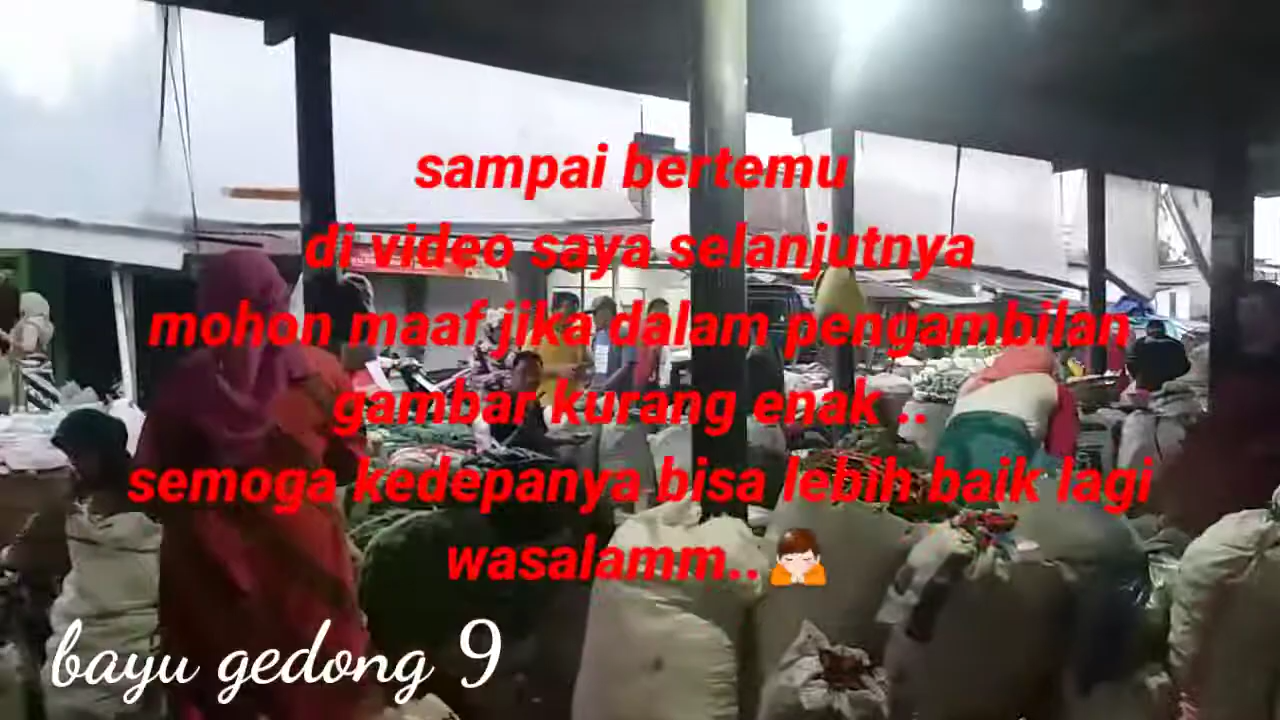 sampai bertemu
di video saya selanjutnya
mohon maaf jika dalam pengambilan
gambar kurang enak ..
semoga kedepanya bisa lebih baik lagi
wasalamm.. 🙇
bayu gedong 9